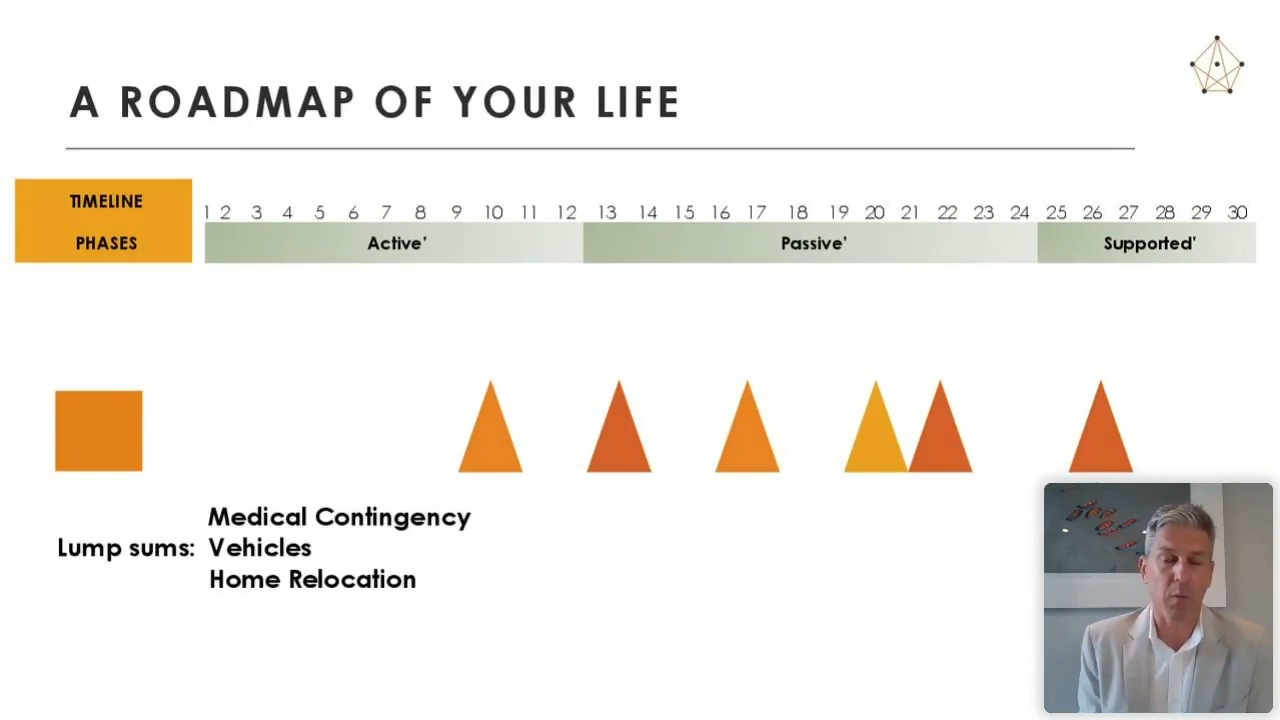 A ROADMAP OF YOUR LIFE
TIMELINE
1 2 3 4 5 6 7 8 9 10 11 12 13 14 15 16 17 18 19 20 21 22 23 24 25 26 27 28 29 30
PHASES Active’ Passive’ Supported’
Medical Contingency
Lump sums: Vehicles
Home Relocation